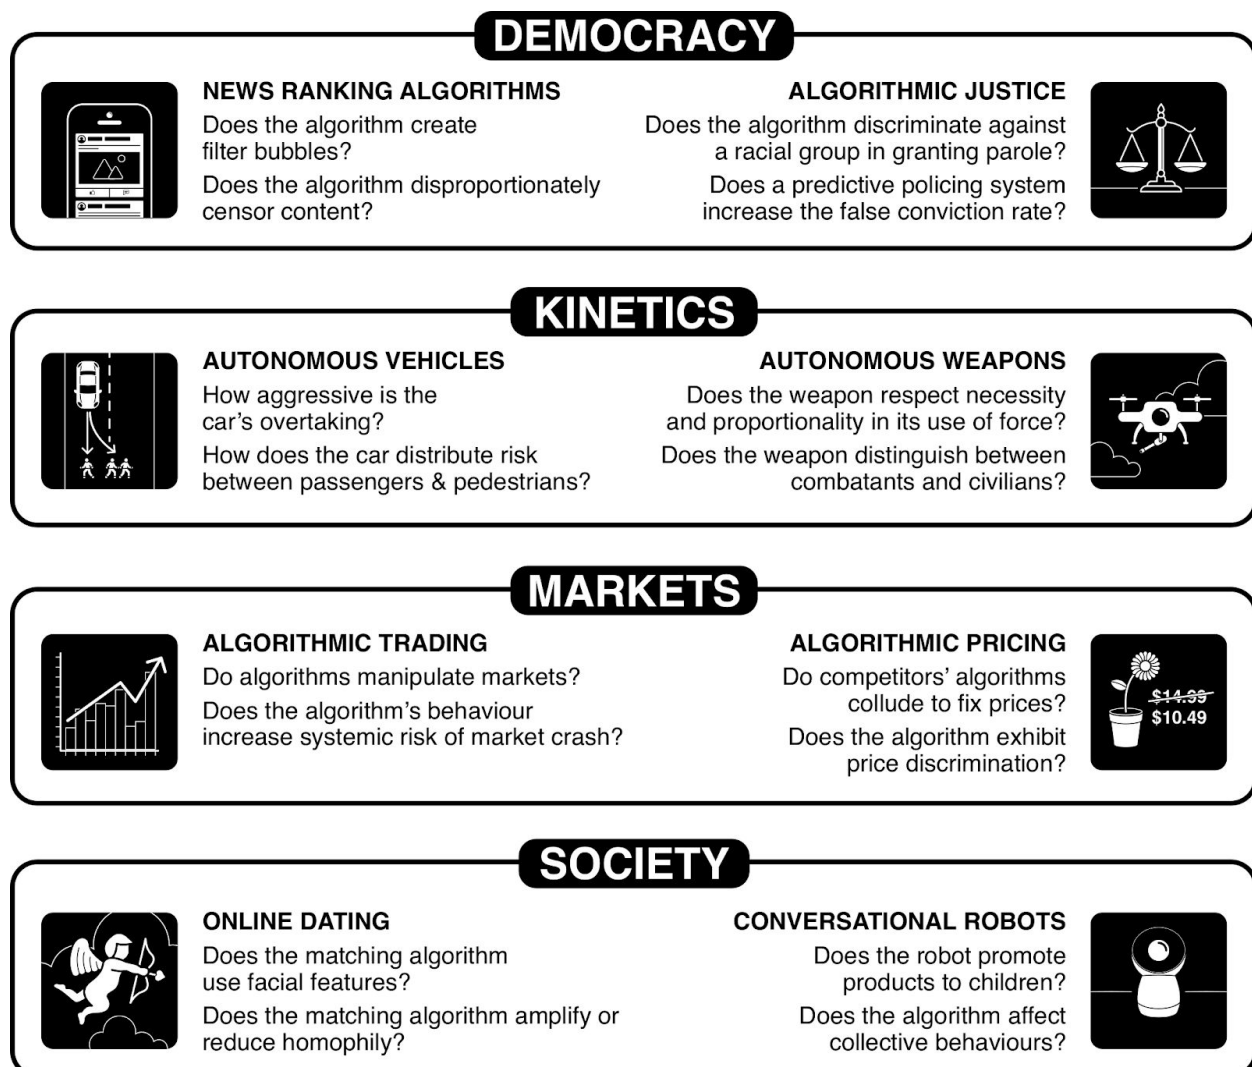 DEMOCRACY
NEWS RANKING ALGORITHMS
Does the algorithm create
filter bubbles?
Does the algorithm disproportionately
censor content?
ALGORITHMIC JUSTICE
Does the algorithm discriminate against
a racial group in granting parole?
Does a predictive policing system
increase the false conviction rate?
KINETICS
AUTONOMOUS VEHICLES
How aggressive is the
car's overtaking?
How does the car distribute risk
between passengers & pedestrians?
AUTONOMOUS WEAPONS
Does the weapon respect necessity
and proportionality in its use of force?
Does the weapon distinguish between
combatants and civilians?
MARKETS
ALGORITHMIC TRADING
Do algorithms manipulate markets?
Does the algorithm's behaviour
increase systemic risk of market crash?
ALGORITHMIC PRICING
Do competitors' algorithms
collude to fix prices?
Does the algorithm exhibit
price discrimination?
$14.99
$10.49
SOCIETY
ONLINE DATING
Does the matching algorithm
use facial features?
Does the matching algorithm amplify or
reduce homophily?
CONVERSATIONAL ROBOTS
Does the robot promote
products to children?
Does the algorithm affect
collective behaviours?